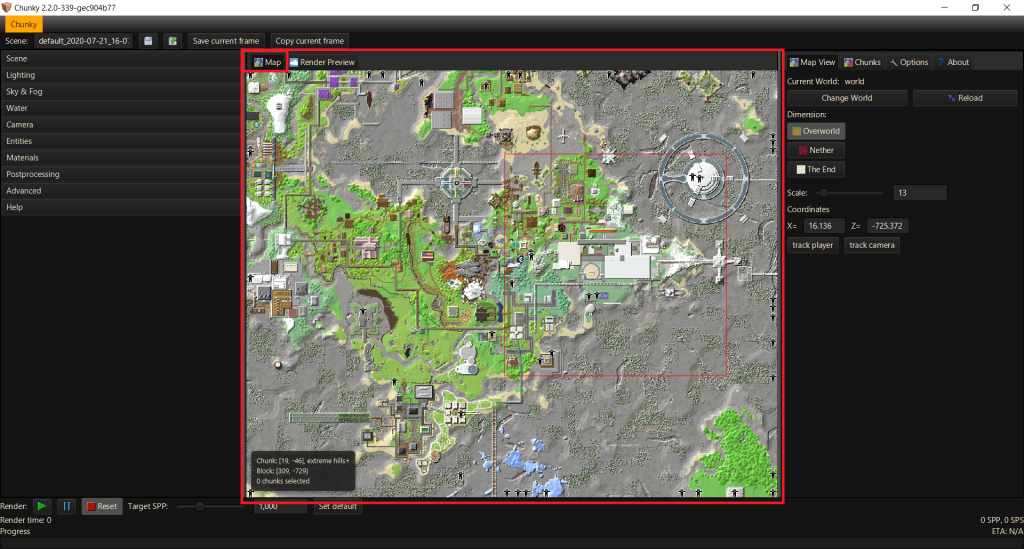 Chunky 2.2.0-339-gec904b77
Chunky
Scene: default_2020-07-21_16-0 Save current frame Copy current frame
Scene
Lighting
Sky & Fog
Water
Camera
Entities
Materials
Postprocessing
Advanced
Help
Map Render Preview
Chunk: [19, -46], extreme hills+
Block: [309, -729]
0 chunks selected
Map View Chunks Options ? About
Current World: world
Change World Reload
Dimension:
Overworld
Nether
The End
Scale: 13
Coordinates
X= 16.136 Z= -725.372
track player track camera
Render: Reset Target SPP: 1,000 Set default
Render time: 0 0 SPP, 0 SPS
Progress ETA: N/A